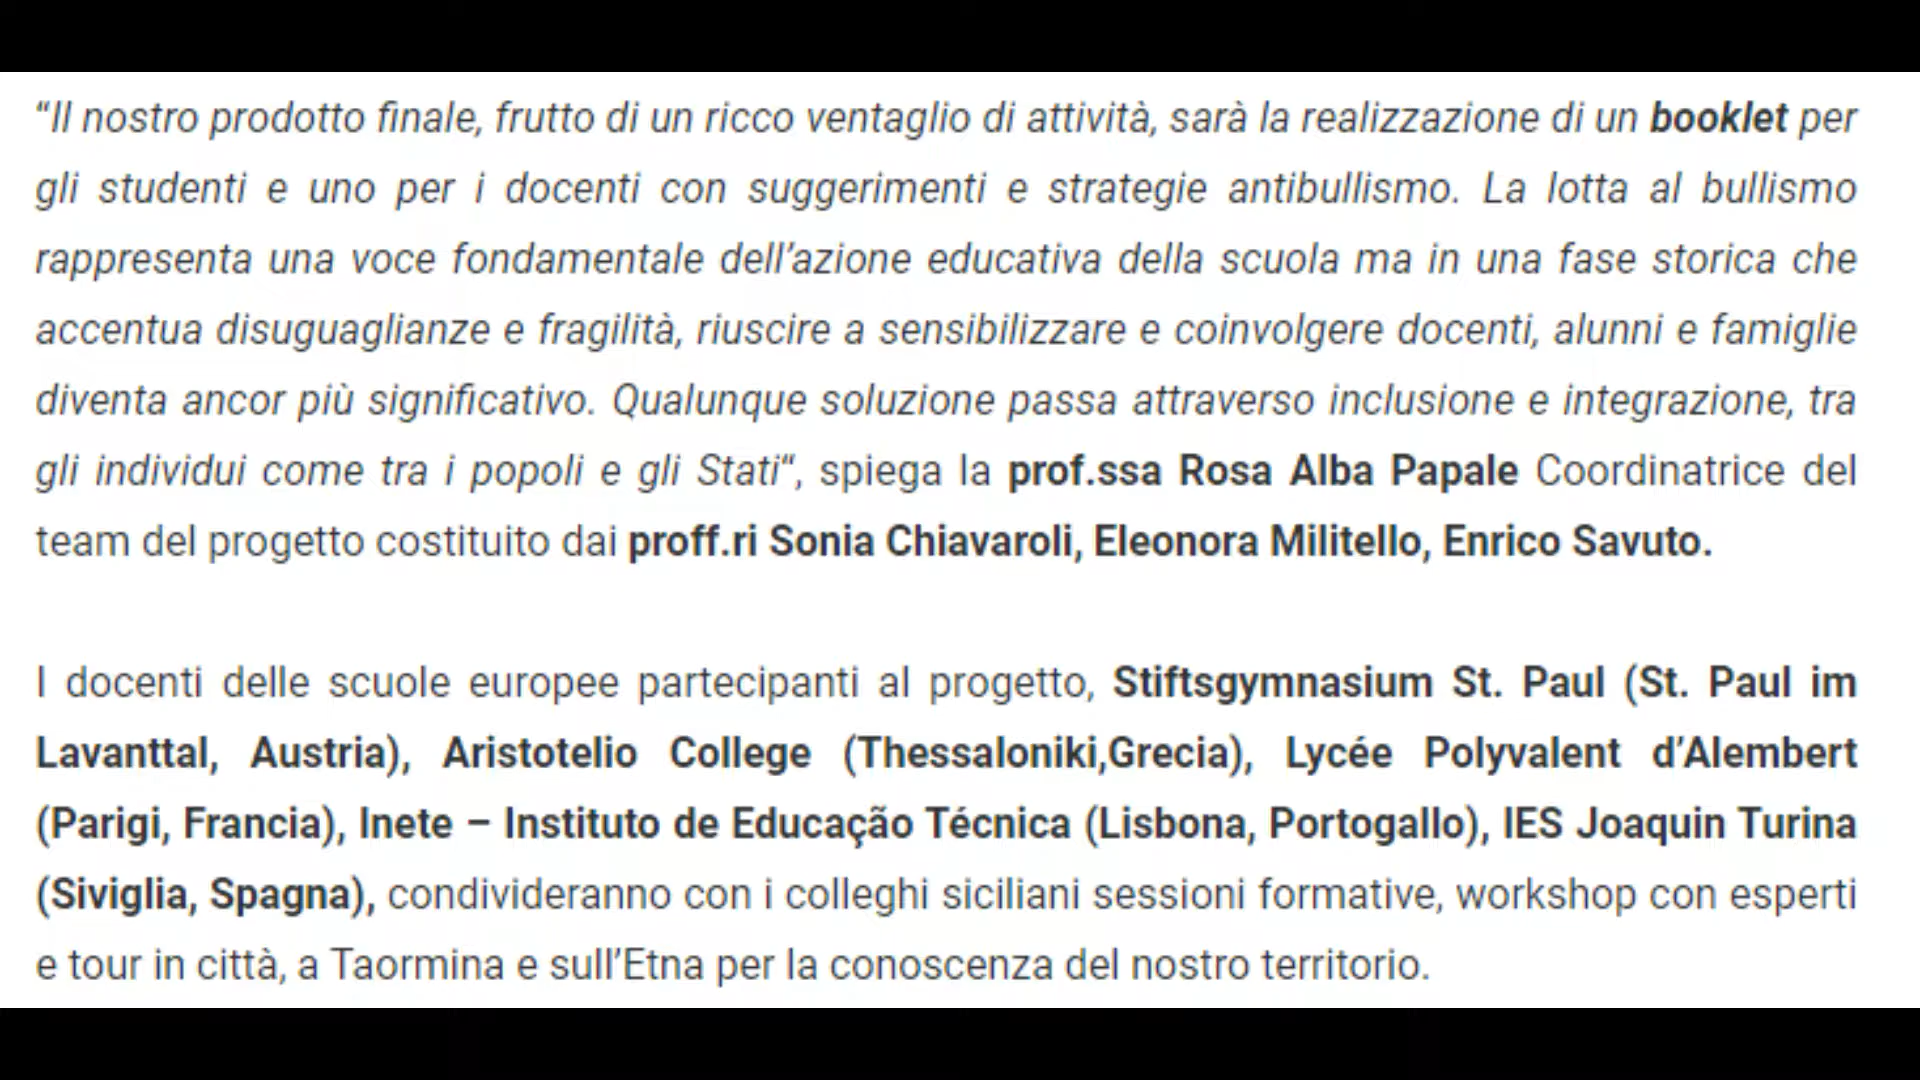 “Il nostro prodotto finale, frutto di un ricco ventaglio di attività, sarà la realizzazione di un booklet per
gli studenti e uno per i docenti con suggerimenti e strategie antibullismo. La lotta al bullismo
rappresenta una voce fondamentale dell’azione educativa della scuola ma in una fase storica che
accentua disuguaglianze e fragilità, riuscire a sensibilizzare e coinvolgere docenti, alunni e famiglie
diventa ancor più significativo. Qualunque soluzione passa attraverso inclusione e integrazione, tra
gli individui come tra i popoli e gli Stati“, spiega la prof.ssa Rosa Alba Papale Coordinatrice del
team del progetto costituito dai proff.ri Sonia Chiavaroli, Eleonora Militello, Enrico Savuto.
I docenti delle scuole europee partecipanti al progetto, Stiftsgymnasium St. Paul (St. Paul im
Lavanttal, Austria), Aristotelio College (Thessaloniki,Grecia), Lycée Polyvalent d’Alembert
(Parigi, Francia), Inete – Instituto de Educação Técnica (Lisbona, Portogallo), IES Joaquin Turina
(Siviglia, Spagna), condivideranno con i colleghi siciliani sessioni formative, workshop con esperti
e tour in città, a Taormina e sull’Etna per la conoscenza del nostro territorio.